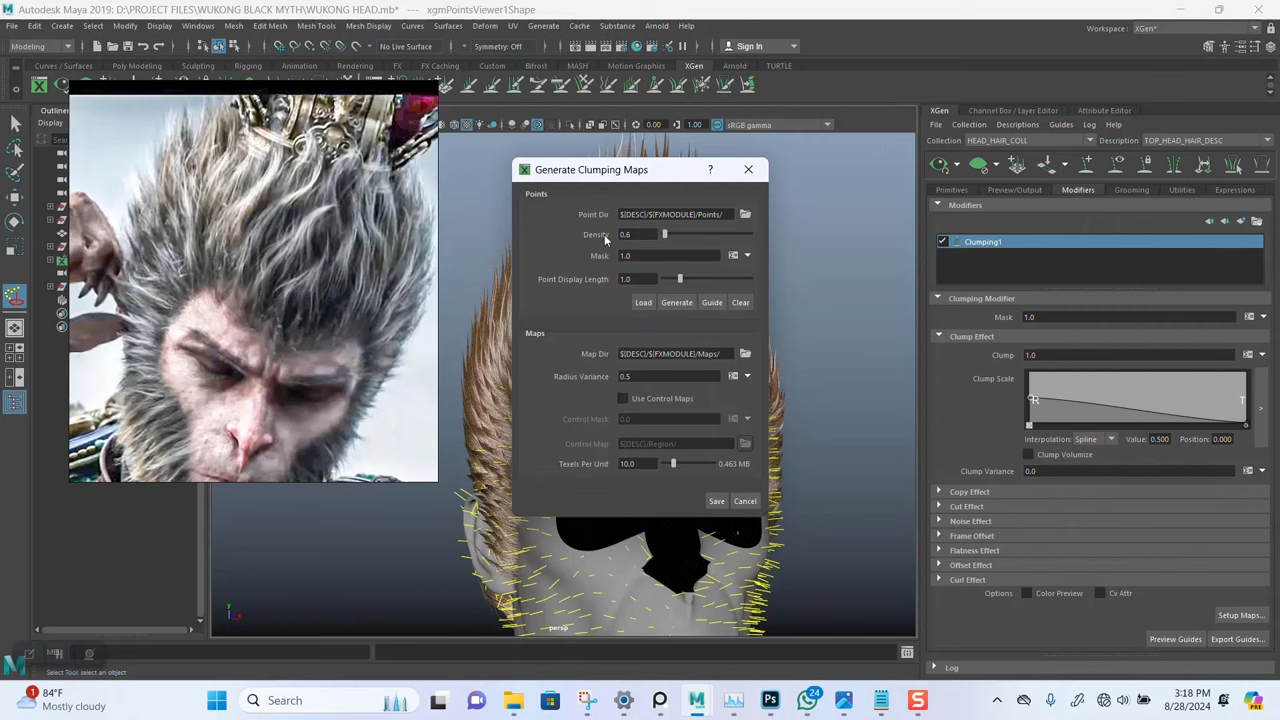 Autodesk Maya 2019: D:\PROJECT FILES\WUKONG BLACK MYTH\WUKONG HEAD.mb* --- xgmPointsViewer1Shape
File Edit Create Select Modify Display Windows Mesh Edit Mesh Mesh Tools Mesh Display Curves Surfaces Deform UV Generate Cache Substance Arnold Help
Workspace: XGen*
Modeling No Live Surface Symmetry: Off Sign In
Curves / Surfaces Poly Modeling Sculpting Rigging Animation Rendering FX FX Caching Custom Bifrost MASH Motion Graphics XGen Arnold TURTLE
Outliner
Display
0.00 1.00 sRGB gamma
XGen Channel Box / Layer Editor Attribute Editor
File Collection Descriptions Guides Log Help
Collection HEAD_HAIR_COLL Description TOP_HEAD_HAIR_DESC
Primitives Preview/Output Modifiers Grooming Utilities Expressions
Modifiers
Clumping1
Clumping Modifier
Mask 1.0
Clump Effect
Clump 1.0
Clump Scale
R T
Interpolation: Spline Value: 0.500 Position: 0.000
Clump Volumize
Clump Variance 0.0
Copy Effect
Cut Effect
Noise Effect
Frame Offset
Flatness Effect
Offset Effect
Curl Effect
Options Color Preview Cv Attr
Setup Maps...
Preview Guides Export Guides...
Log
Generate Clumping Maps ?
Points
Point Dir ${DESC}/${FXMODULE}/Points/
Density 0.6
Mask 1.0
Point Display Length 1.0
Load Generate Guide Clear
Maps
Map Dir ${DESC}/${FXMODULE}/Maps/
Radius Variance 0.5
Use Control Maps
Control Mask 0.0
Control Map ${DESC}/Region/
Texels Per Unit 10.0 0.463 MB
Save Cancel
persp
y
Select Tool: select an object
1
84°F
Mostly cloudy
Search
Ps
24
3:18 PM
8/28/2024